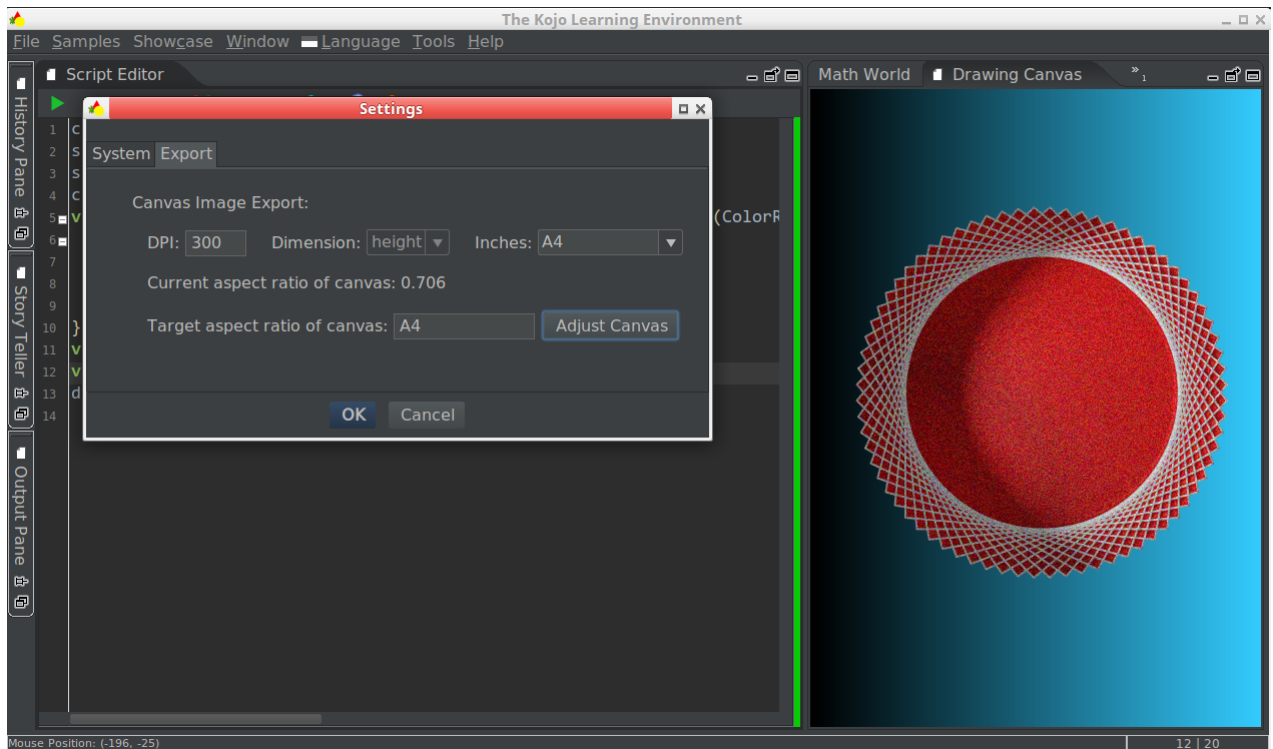 The Kojo Learning Environment
File Samples Showcase Window Language Tools Help
History Pane
Story Teller
Output Pane
Script Editor
Math World Drawing Canvas » 1
Settings
System Export
Canvas Image Export:
DPI: 300 Dimension: height Inches: A4
Current aspect ratio of canvas: 0.706
Target aspect ratio of canvas: A4 Adjust Canvas
OK Cancel
1 c
2 s
3 s
4 c
5 v (ColorR
6
7
8
9
10 }
11 v
12 v
13 d
14
Mouse Position: (-196, -25)
12 | 20